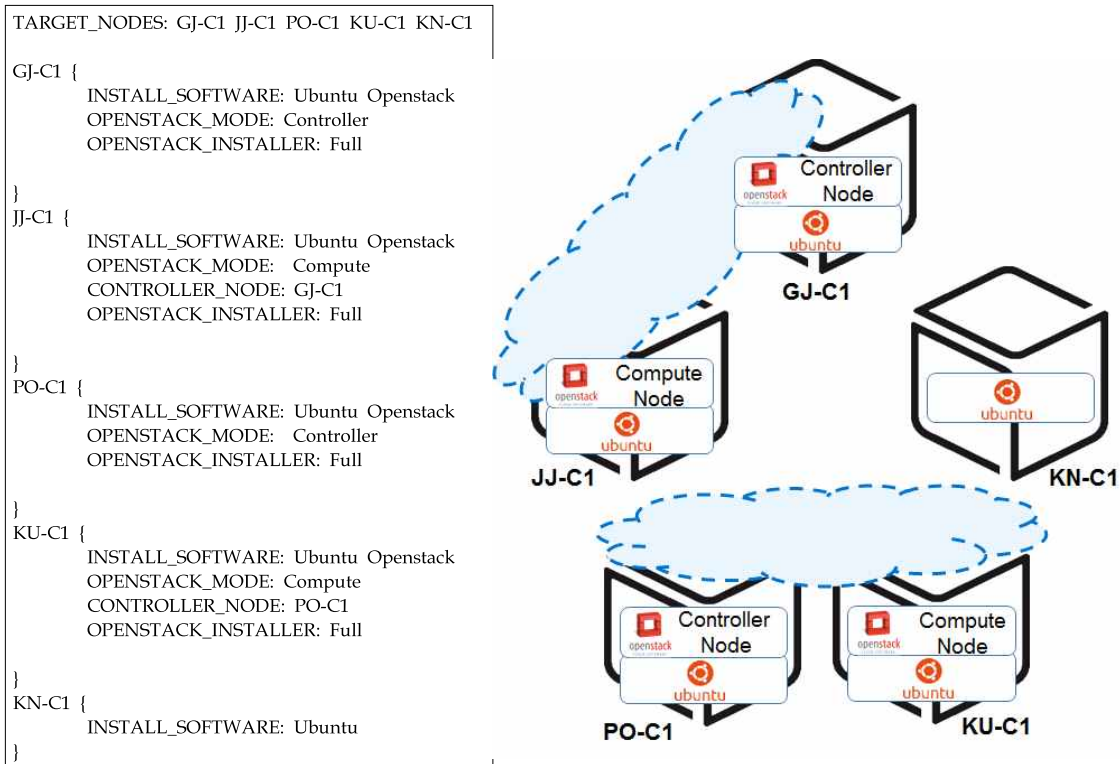 TARGET_NODES: GJ-C1 JJ-C1 PO-C1 KU-C1 KN-C1
GJ-C1 {
INSTALL_SOFTWARE: Ubuntu Openstack
OPENSTACK_MODE: Controller
OPENSTACK_INSTALLER: Full
}
JJ-C1 {
INSTALL_SOFTWARE: Ubuntu Openstack
OPENSTACK_MODE: Compute
CONTROLLER_NODE: GJ-C1
OPENSTACK_INSTALLER: Full
}
PO-C1 {
INSTALL_SOFTWARE: Ubuntu Openstack
OPENSTACK_MODE: Controller
OPENSTACK_INSTALLER: Full
}
KU-C1 {
INSTALL_SOFTWARE: Ubuntu Openstack
OPENSTACK_MODE: Compute
CONTROLLER_NODE: PO-C1
OPENSTACK_INSTALLER: Full
}
KN-C1 {
INSTALL_SOFTWARE: Ubuntu
}
openstack
Controller
Node
ubuntu
GJ-C1
openstack
Compute
Node
ubuntu
JJ-C1
ubuntu
KN-C1
openstack
Controller
Node
ubuntu
PO-C1
openstack
Compute
Node
ubuntu
KU-C1